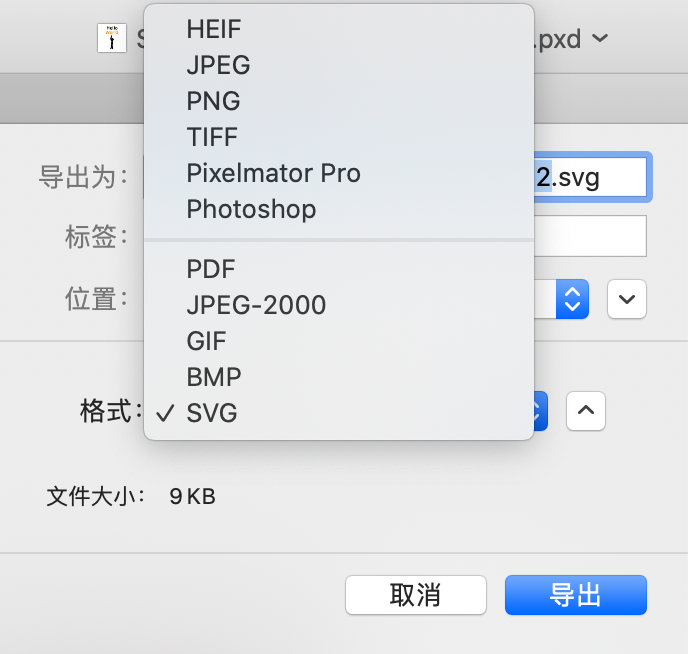 HEIF
.pxd
JPEG
PNG
TIFF
Pixelmator Pro
导出为：
2.svg
Photoshop
标签：
PDF
位置：
JPEG-2000
GIF
BMP
格式：
✓ SVG
文件大小： 9 KB
取消
导出